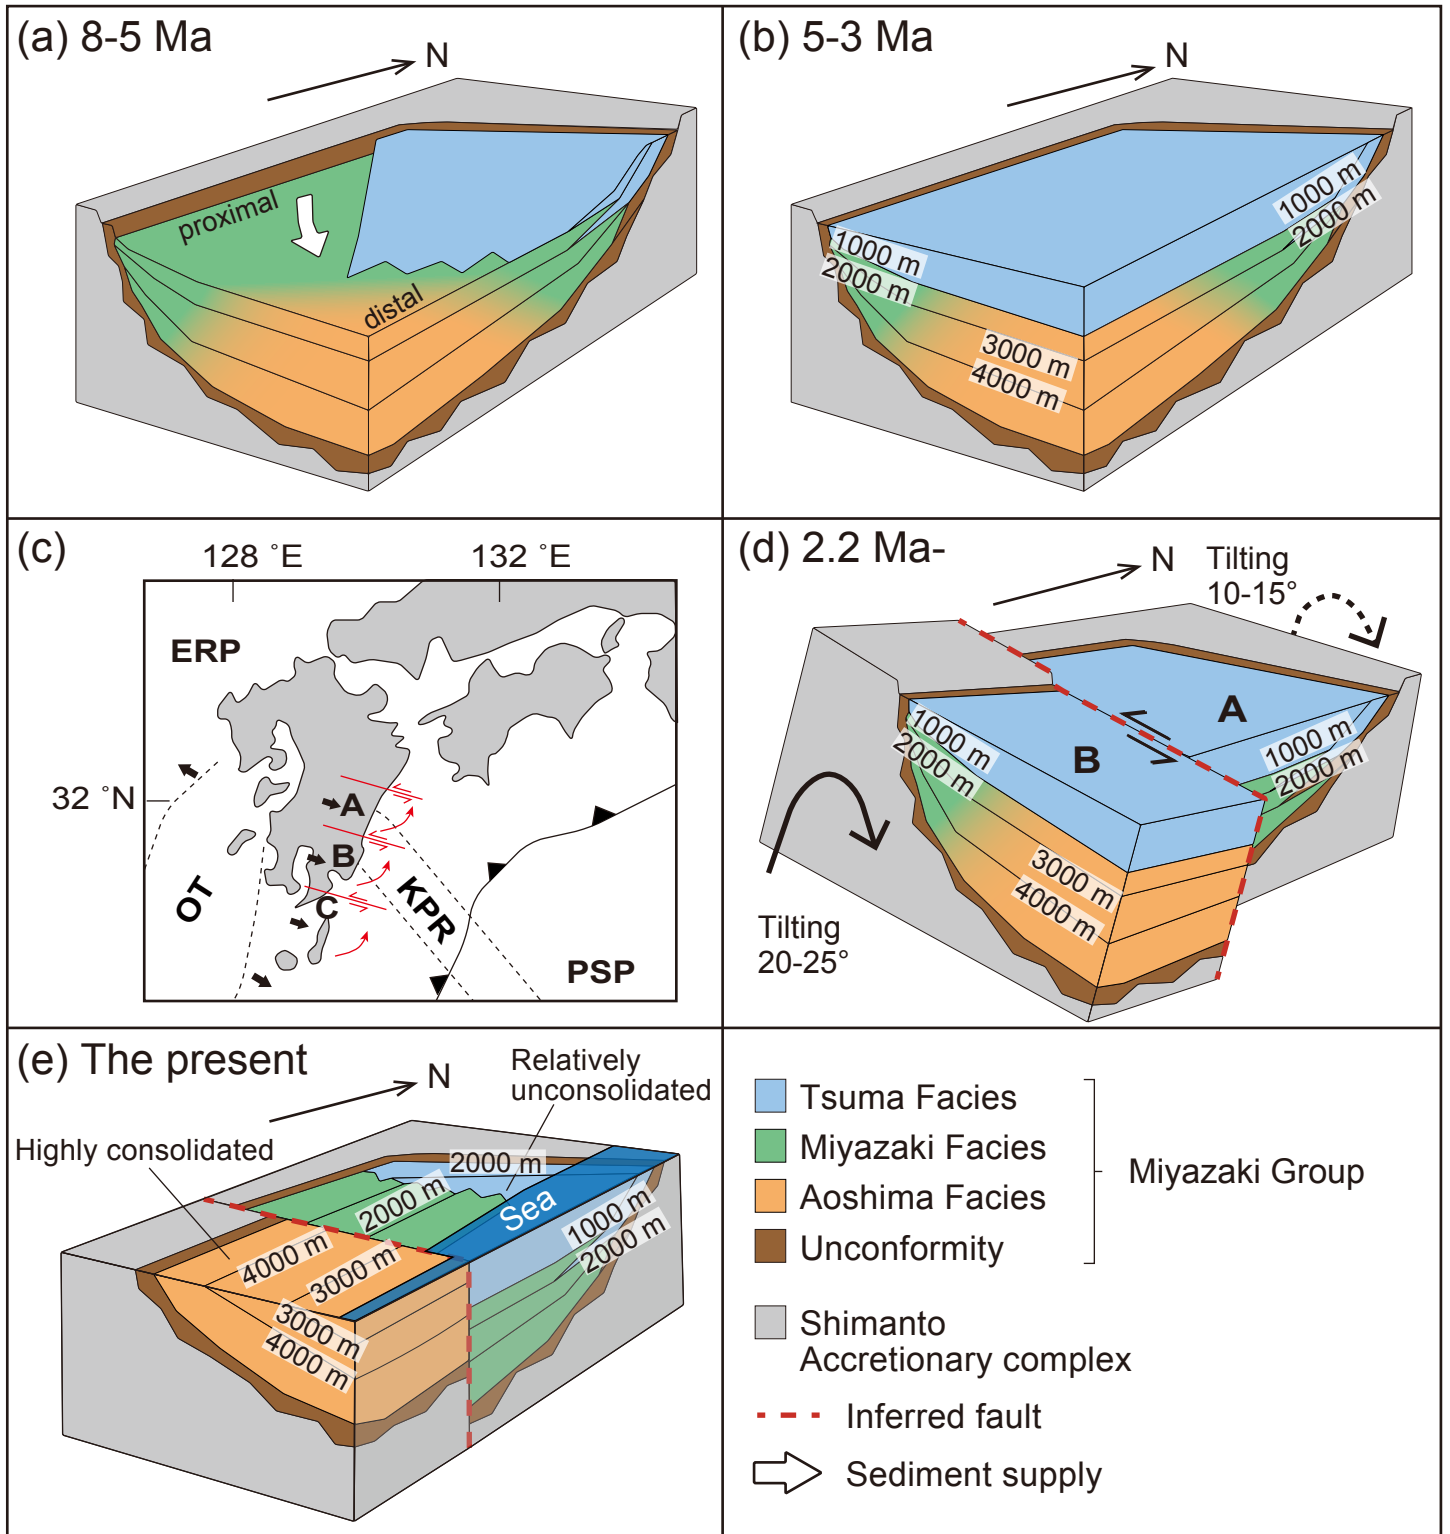 (a) 8-5 Ma
N
proximal
distal
(b) 5-3 Ma
N
1000 m
2000 m
1000 m
2000 m
3000 m
4000 m
(c)
128 °E
132 °E
32 °N
ERP
A
B
C
OT
KPR
PSP
(d) 2.2 Ma-
N
Tilting
10-15°
A
B
1000 m
2000 m
1000 m
2000 m
3000 m
4000 m
Tilting
20-25°
(e) The present
N
Relatively
unconsolidated
Highly consolidated
2000 m
2000 m
Sea
1000 m
2000 m
4000 m
3000 m
3000 m
4000 m
Tsuma Facies
Miyazaki Facies
Aoshima Facies
Unconformity
Miyazaki Group
Shimanto
Accretionary complex
Inferred fault
Sediment supply